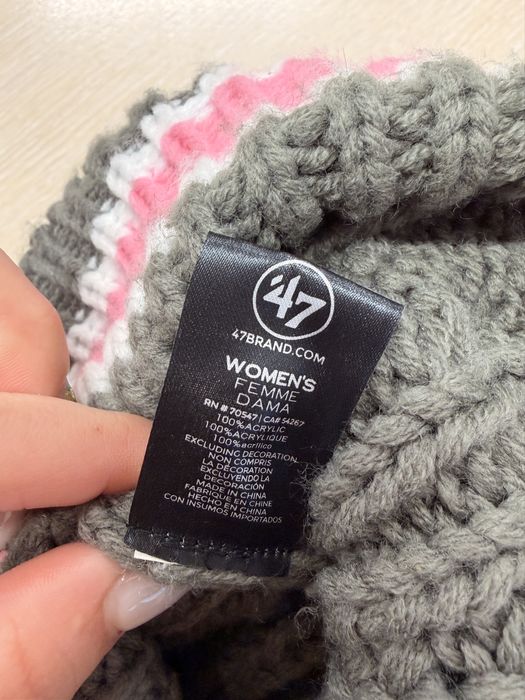 '47
47BRAND.COM
WOMEN'S
FEMME
DAMA
RN # 70547 | CA# 54267
100% ACRYLIC
100% ACRYLIQUE
100% acrílico
EXCLUDING DECORATION
NON COMPRIS
LA DÉCORATION
EXCLUYENDO LA
DECORACIÓN
MADE IN CHINA
FABRIQUÉ EN CHINE
HECHO EN CHINA
CON INSUMOS IMPORTADOS